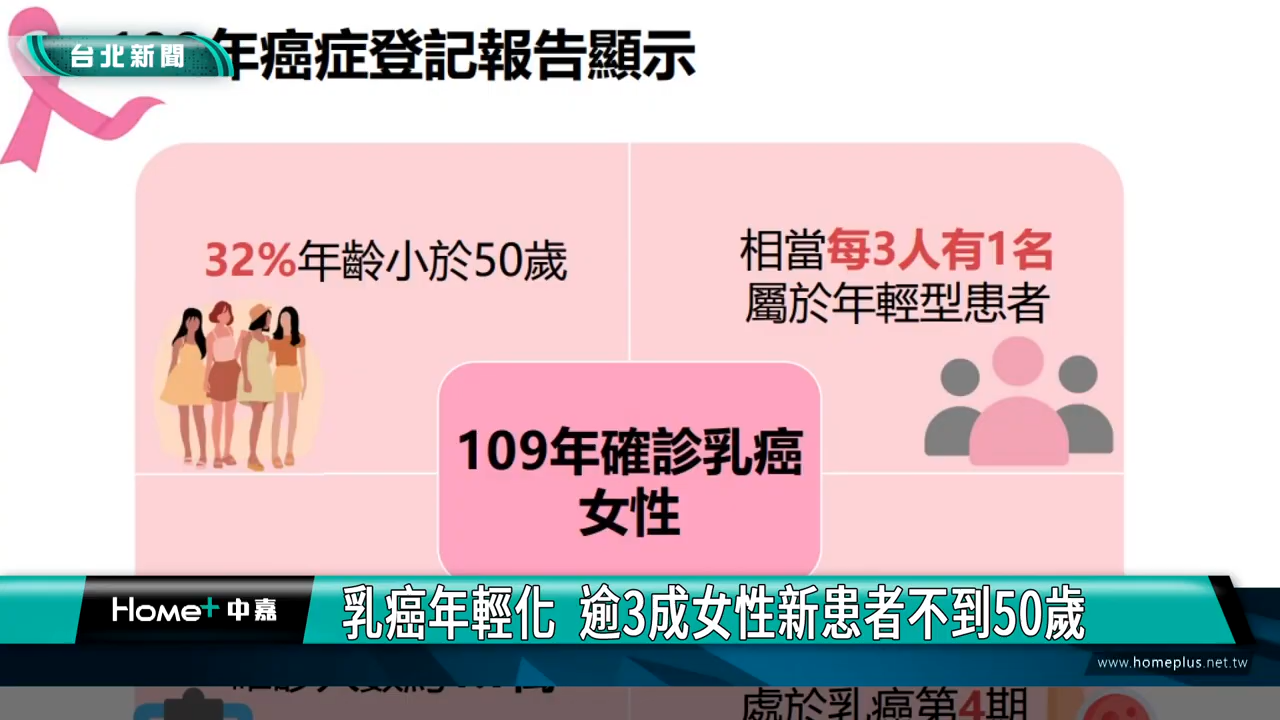 台北新聞
年癌症登記報告顯示
32%年齡小於50歲
相當每3人有1名
屬於年輕型患者
109年確診乳癌
女性
Home+中嘉
乳癌年輕化 逾3成女性新患者不到50歲
www.homeplus.net.tw
處於乳癌第4期